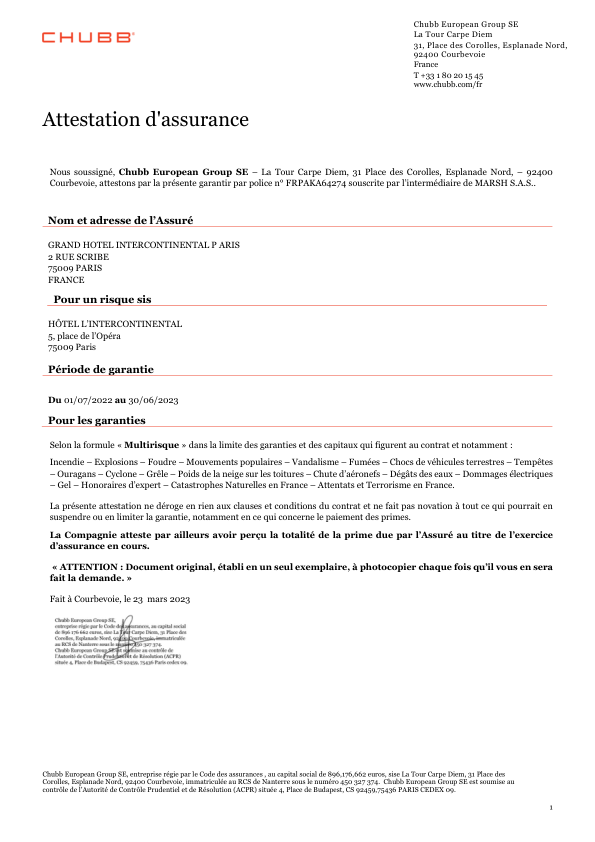 CHUBB
Chubb European Group SE
La Tour Carpe Diem
31, Place des Corolles, Esplanade Nord,
92400 Courbevoie
France
T +33 1 80 20 15 45
www.chubb.com/fr
Attestation d'assurance
Nous soussigné, Chubb European Group SE – La Tour Carpe Diem, 31 Place des Corolles, Esplanade Nord, – 92400
Courbevoie, attestons par la présente garantir par police n° FRPAKA64274 souscrite par l'intermédiaire de MARSH S.A.S..
Nom et adresse de l'Assuré
GRAND HOTEL INTERCONTINENTAL P ARIS
2 RUE SCRIBE
75009 PARIS
FRANCE
Pour un risque sis
HÔTEL L'INTERCONTINENTAL
5, place de l'Opéra
75009 Paris
Période de garantie
Du 01/07/2022 au 30/06/2023
Pour les garanties
Selon la formule « Multirisque » dans la limite des garanties et des capitaux qui figurent au contrat et notamment :
Incendie – Explosions – Foudre – Mouvements populaires – Vandalisme – Fumées – Chocs de véhicules terrestres – Tempêtes
– Ouragans – Cyclone – Grêle – Poids de la neige sur les toitures – Chute d'aéronefs – Dégâts des eaux – Dommages électriques
– Gel – Honoraires d'expert – Catastrophes Naturelles en France – Attentats et Terrorisme en France.
La présente attestation ne déroge en rien aux clauses et conditions du contrat et ne fait pas novation à tout ce qui pourrait en
suspendre ou en limiter la garantie, notamment en ce qui concerne le paiement des primes.
La Compagnie atteste par ailleurs avoir perçu la totalité de la prime due par l'Assuré au titre de l'exercice
d'assurance en cours.
« ATTENTION : Document original, établi en un seul exemplaire, à photocopier chaque fois qu'il vous en sera
fait la demande. »
Fait à Courbevoie, le 23 mars 2023
Chubb European Group SE,
entreprise régie par le Code des assurances, au capital social
de 896 176 662 euros, sise La Tour Carpe Diem, 31 Place des
Corolles, Esplanade Nord, 92400 Courbevoie, immatriculée
au RCS de Nanterre sous le numéro 450 327 374.
Chubb European Group SE est soumise au contrôle de
l'Autorité de Contrôle Prudentiel et de Résolution (ACPR)
située 4, Place de Budapest, CS 92459, 75436 Paris cedex 09.
Chubb European Group SE, entreprise régie par le Code des assurances , au capital social de 896,176,662 euros, sise La Tour Carpe Diem, 31 Place des
Corolles, Esplanade Nord, 92400 Courbevoie, immatriculée au RCS de Nanterre sous le numéro 450 327 374. Chubb European Group SE est soumise au
contrôle de l'Autorité de Contrôle Prudentiel et de Résolution (ACPR) située 4, Place de Budapest, CS 92459,75436 PARIS CEDEX 09.
1